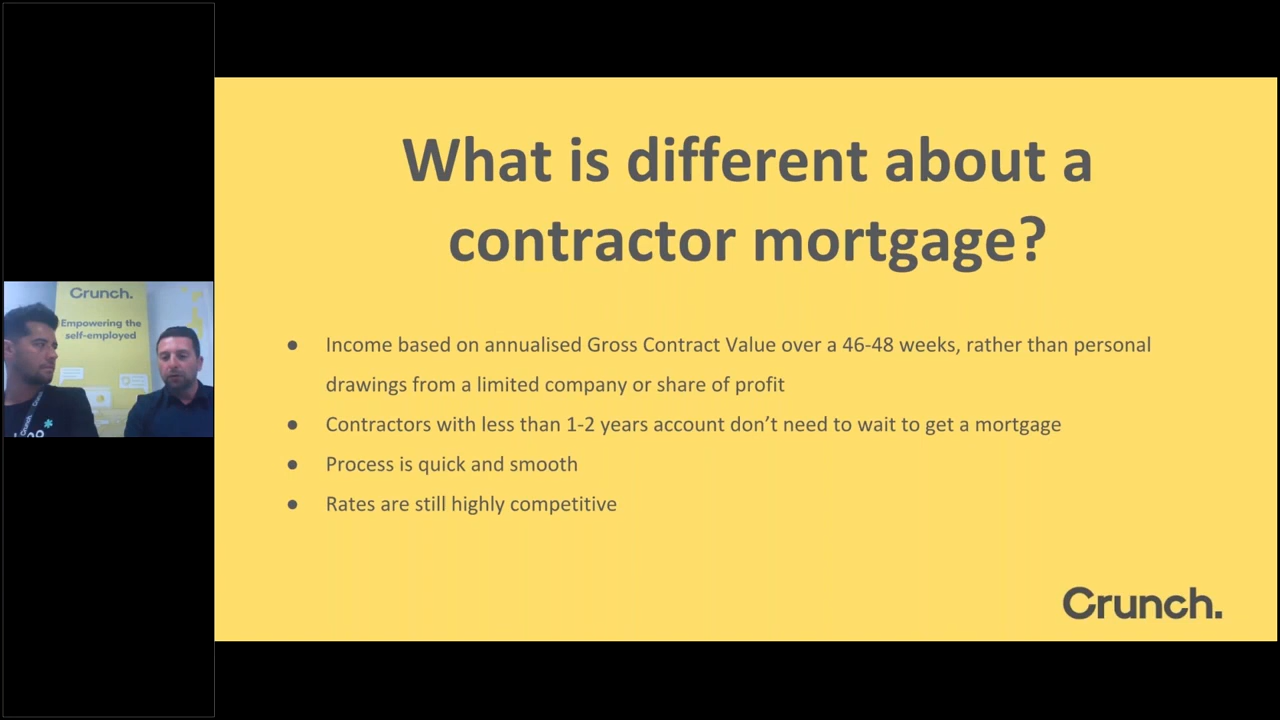 What is different about a
contractor mortgage?
● Income based on annualised Gross Contract Value over a 46-48 weeks, rather than personal
drawings from a limited company or share of profit
● Contractors with less than 1-2 years account don't need to wait to get a mortgage
● Process is quick and smooth
● Rates are still highly competitive
Crunch.
Crunch.
Empowering the
self-employed
Crunch.